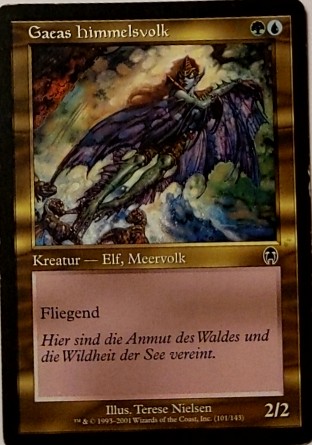 Gaeas Himmelsvolk
Kreatur — Elf, Meervolk
Fliegend
Hier sind die Anmut des Waldes und
die Wildheit der See vereint.
Illus. Terese Nielsen
™ & © 1993-2001 Wizards of the Coast, Inc. (101/143)
2/2